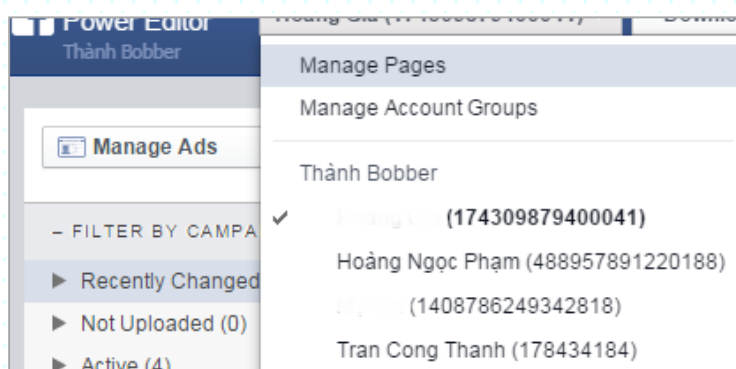 Power Editor
Thành Bobber
Manage Pages
Manage Account Groups
Manage Ads
Thành Bobber
(174309879400041)
– FILTER BY CAMPA
Hoàng Ngọc Phạm (488957891220188)
Recently Changed
(1408786249342818)
Not Uploaded (0)
Tran Cong Thanh (178434184)
Active (4)